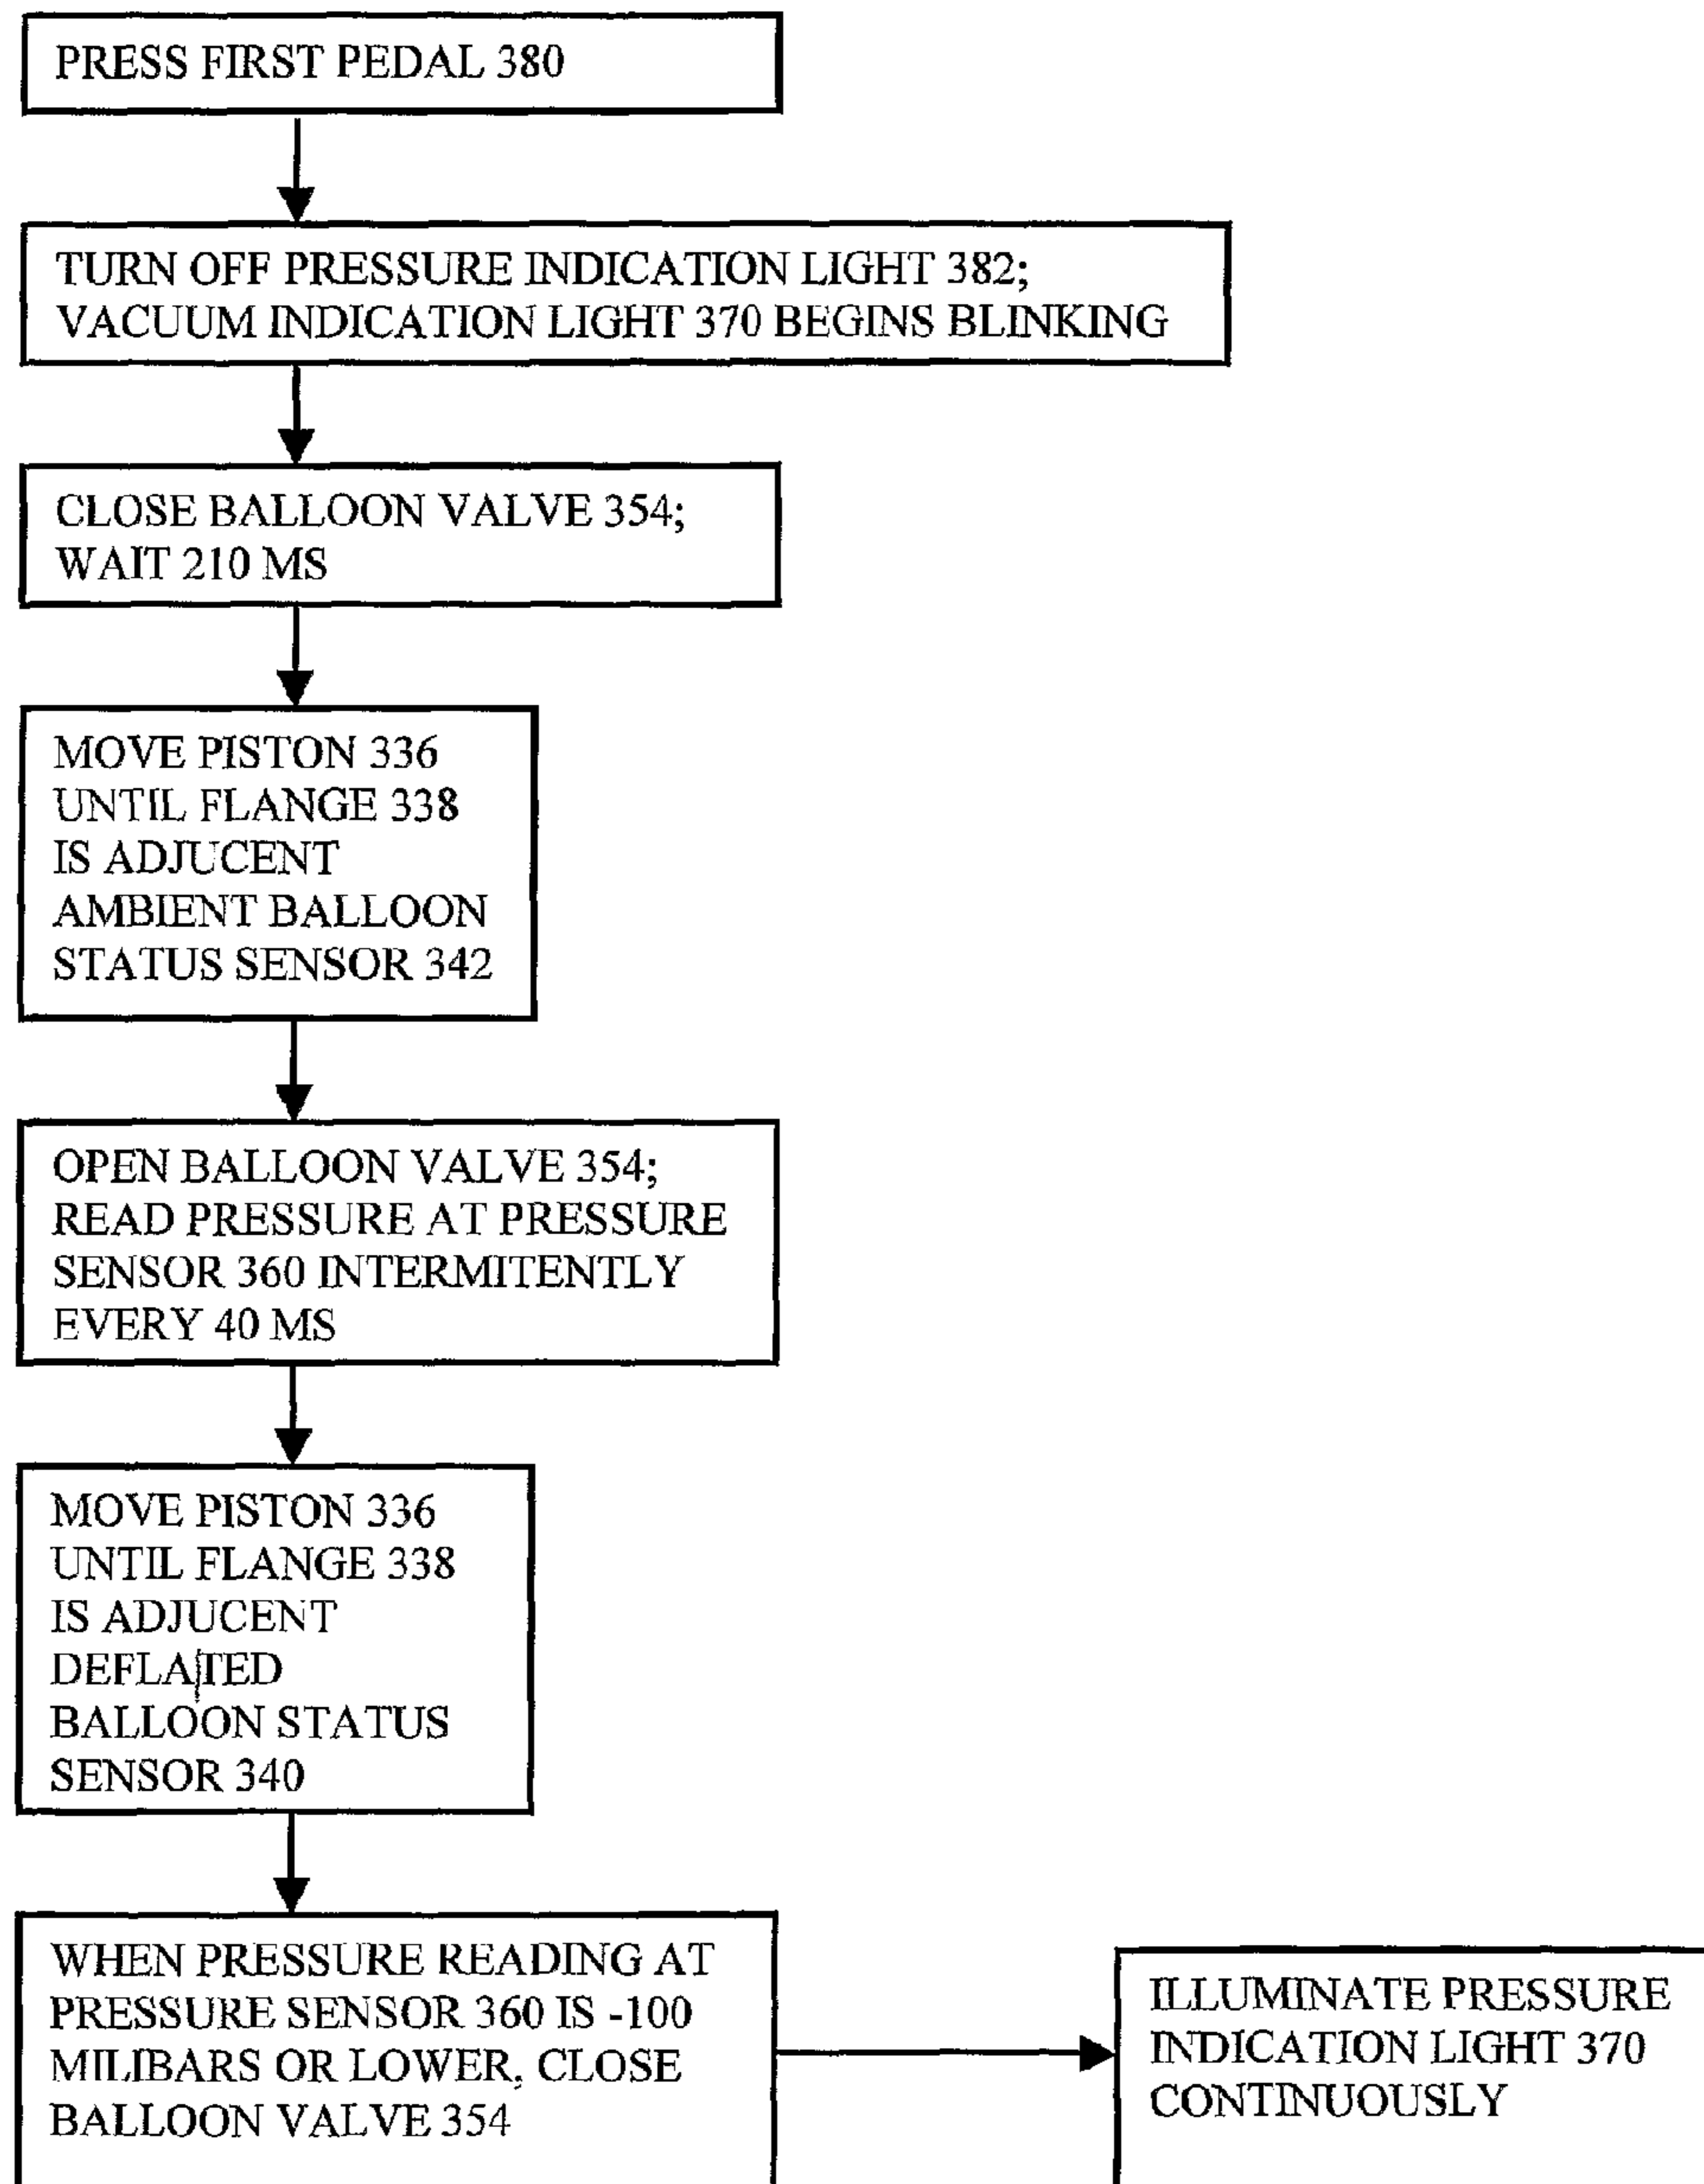 PRESS FIRST PEDAL 380
TURN OFF PRESSURE INDICATION LIGHT 382;
VACUUM INDICATION LIGHT 370 BEGINS BLINKING
CLOSE BALLOON VALVE 354;
WAIT 210 MS
MOVE PISTON 336
UNTIL FLANGE 338
IS ADJUCENT
AMBIENT BALLOON
STATUS SENSOR 342
OPEN BALLOON VALVE 354;
READ PRESSURE AT PRESSURE
SENSOR 360 INTERMITENTLY
EVERY 40 MS
MOVE PISTON 336
UNTIL FLANGE 338
IS ADJUCENT
DEFLATED
BALLOON STATUS
SENSOR 340
WHEN PRESSURE READING AT
PRESSURE SENSOR 360 IS -100
MILIBARS OR LOWER, CLOSE
BALLOON VALVE 354
ILLUMINATE PRESSURE
INDICATION LIGHT 370
CONTINUOUSLY